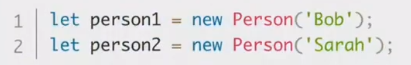 1 let person1 = new Person('Bob');
2 let person2 = new Person('Sarah');